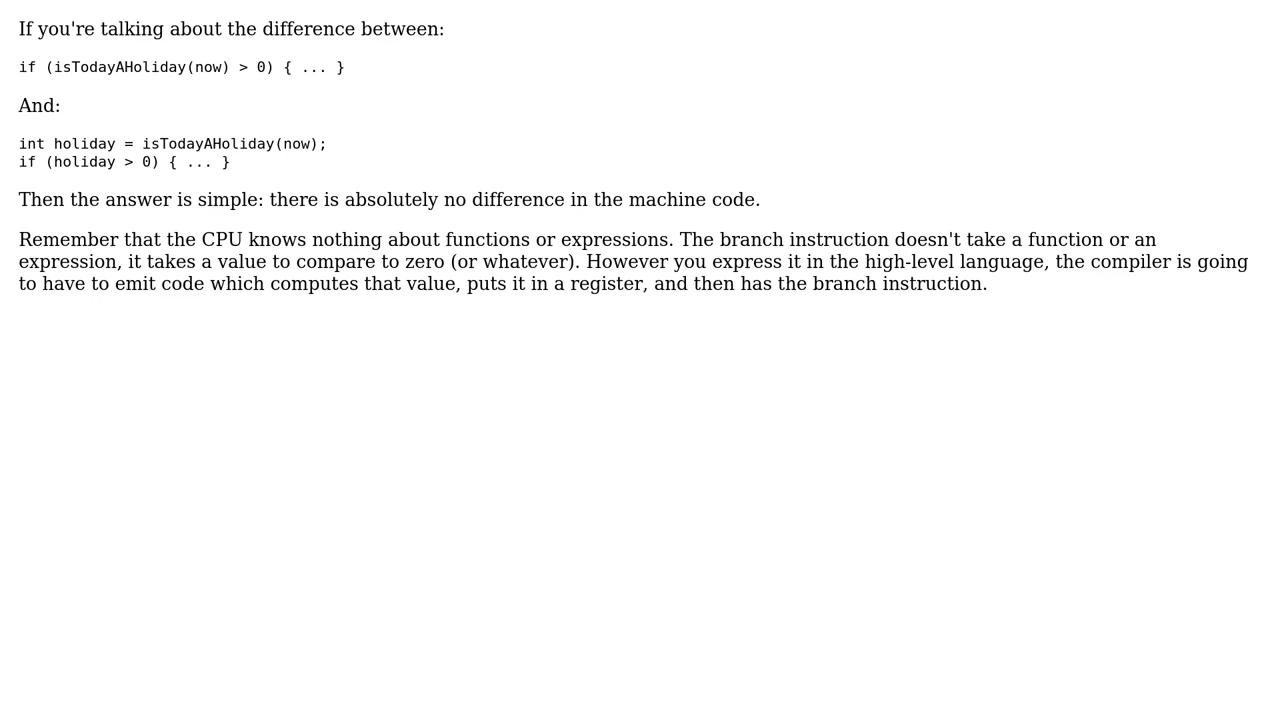 If you're talking about the difference between:
if (isTodayAHoliday(now) > 0) { ... }
And:
int holiday = isTodayAHoliday(now);
if (holiday > 0) { ... }
Then the answer is simple: there is absolutely no difference in the machine code.
Remember that the CPU knows nothing about functions or expressions. The branch instruction doesn't take a function or an
expression, it takes a value to compare to zero (or whatever). However you express it in the high-level language, the compiler is going
to have to emit code which computes that value, puts it in a register, and then has the branch instruction.